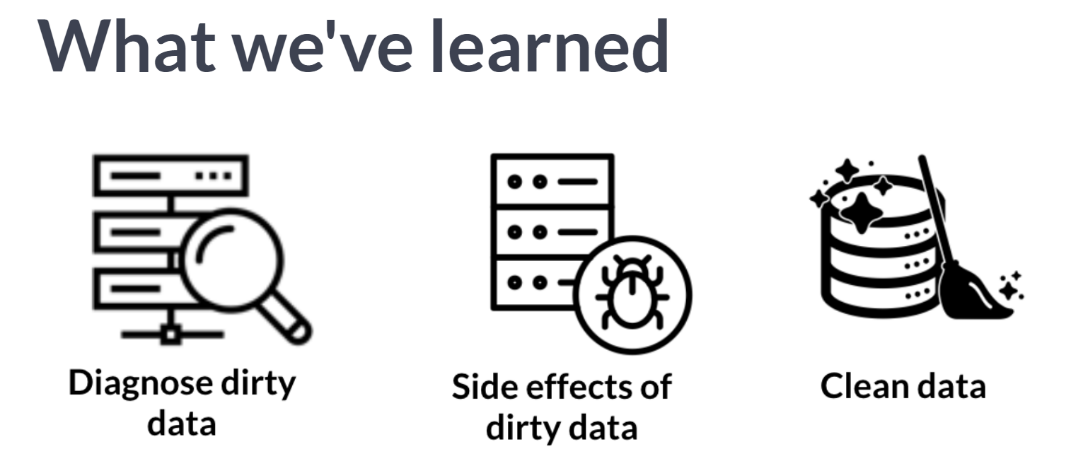 What we've learned
Diagnose dirty
data
Side effects of
dirty data
Clean data